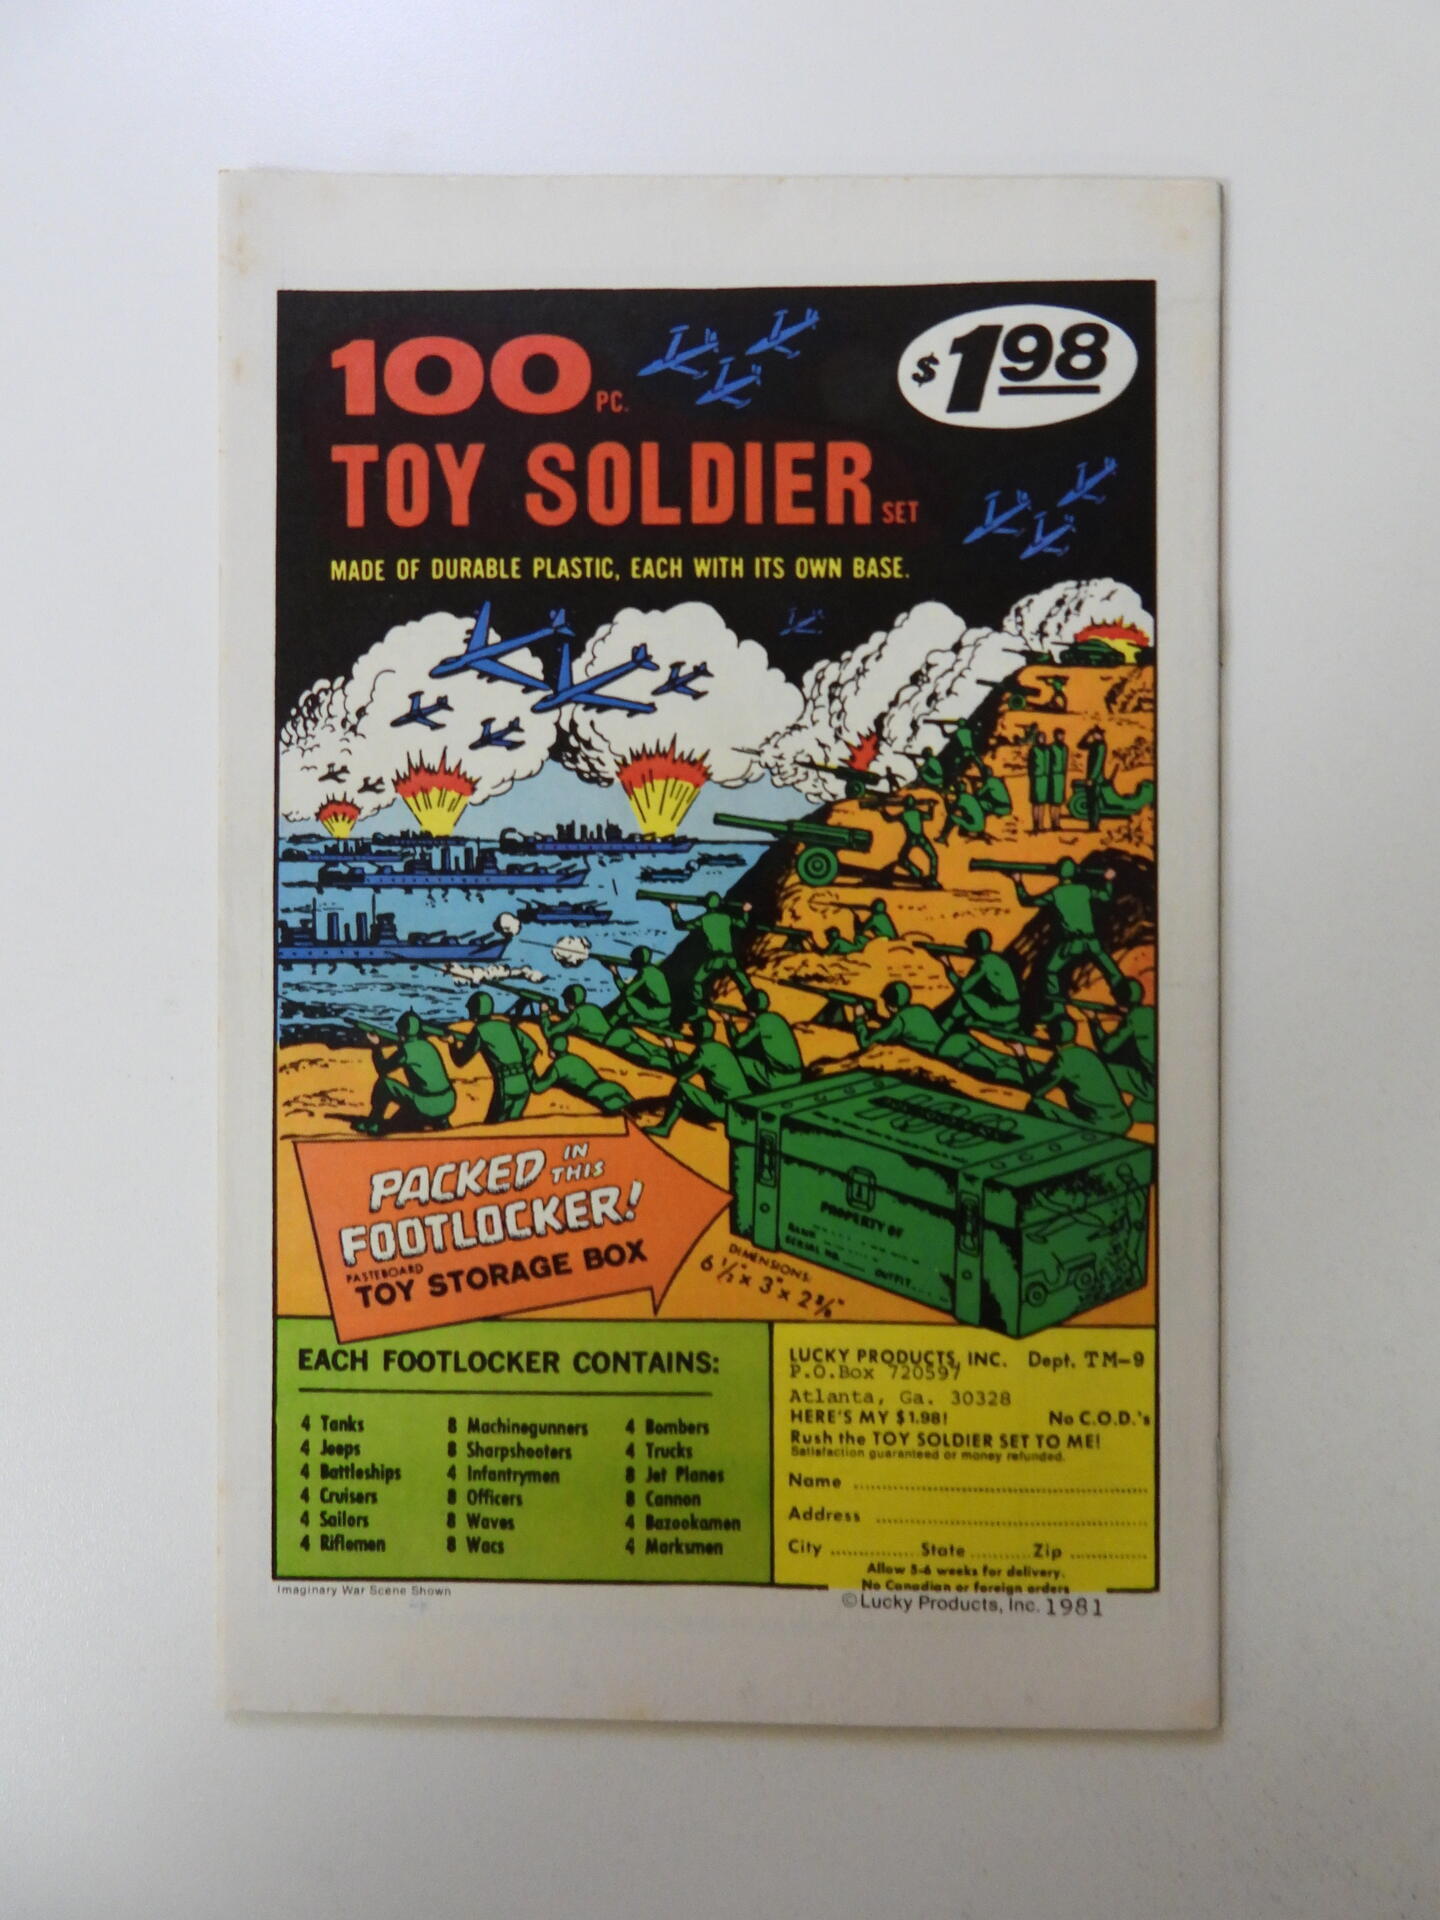 100 PC.
$1.98
TOY SOLDIER SET
MADE OF DURABLE PLASTIC, EACH WITH ITS OWN BASE.
PACKED IN THIS
FOOTLOCKER!
PASTEBOARD
TOY STORAGE BOX
DIMENSIONS:
6 1/2" x 3" x 2 3/8"
100
PROPERTY OF
RANK
SERIAL NO. OUTFIT
EACH FOOTLOCKER CONTAINS:
4 Tanks
4 Jeeps
4 Battleships
4 Cruisers
4 Sailors
4 Riflemen
8 Machinegunners
8 Sharpshooters
4 Infantrymen
8 Officers
8 Waves
8 Wacs
4 Bombers
4 Trucks
8 Jet Planes
8 Cannon
4 Bazookamen
4 Marksmen
LUCKY PRODUCTS, INC. Dept. TM-9
P.O.Box 720597
Atlanta, Ga. 30328
HERE'S MY $1.98! No C.O.D.'s
Rush the TOY SOLDIER SET TO ME!
Satisfaction guaranteed or money refunded.
Name
Address
City State Zip
Allow 5-6 weeks for delivery.
No Canadian or foreign orders
Imaginary War Scene Shown
©Lucky Products, Inc. 1981